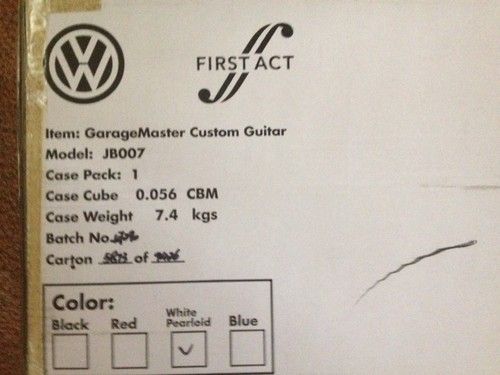 VW
FIRST ACT
Item: GarageMaster Custom Guitar
Model: JB007
Case Pack: 1
Case Cube 0.056 CBM
Case Weight 7.4 kgs
Batch No.
Carton of
Color:
Black Red White Pearloid Blue